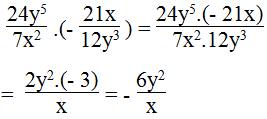 24y⁵/7x² .(- 21x/12y³) = 24y⁵.(- 21x)/7x².12y³
= 2y².(- 3)/x = - 6y²/x